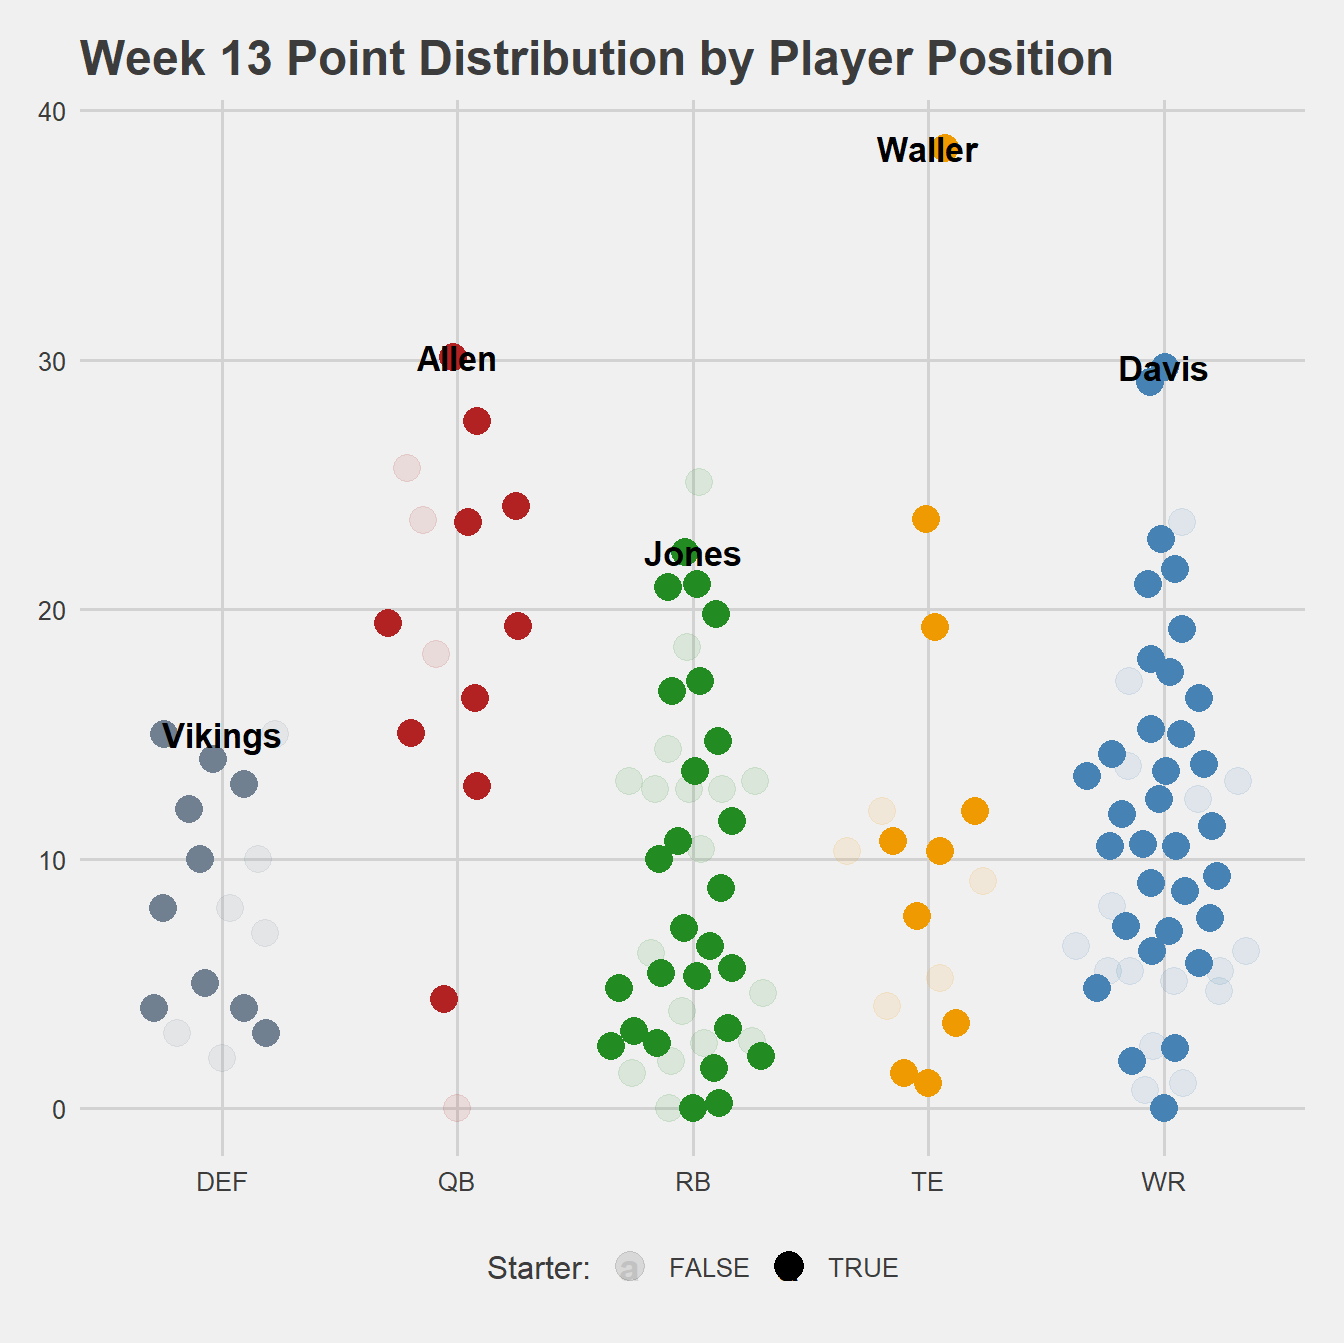 Week 13 Point Distribution by Player Position
40
Waller
30
Allen
Davis
Jones
20
Vikings
10
0
DEF QB RB TE WR
Starter: a FALSE TRUE